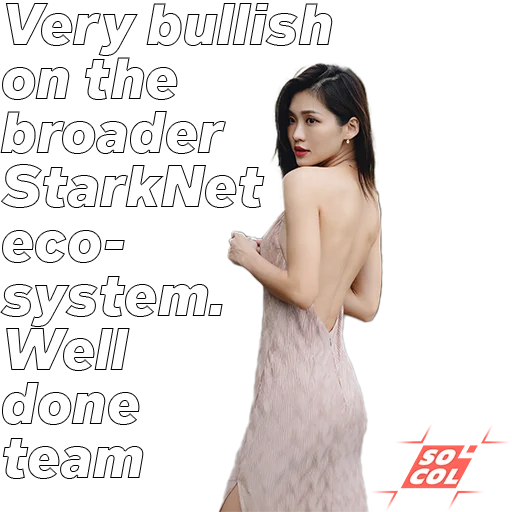 Very bullish
on the
broader
StarkNet
eco-
system.
Well
done
team
SO
COL